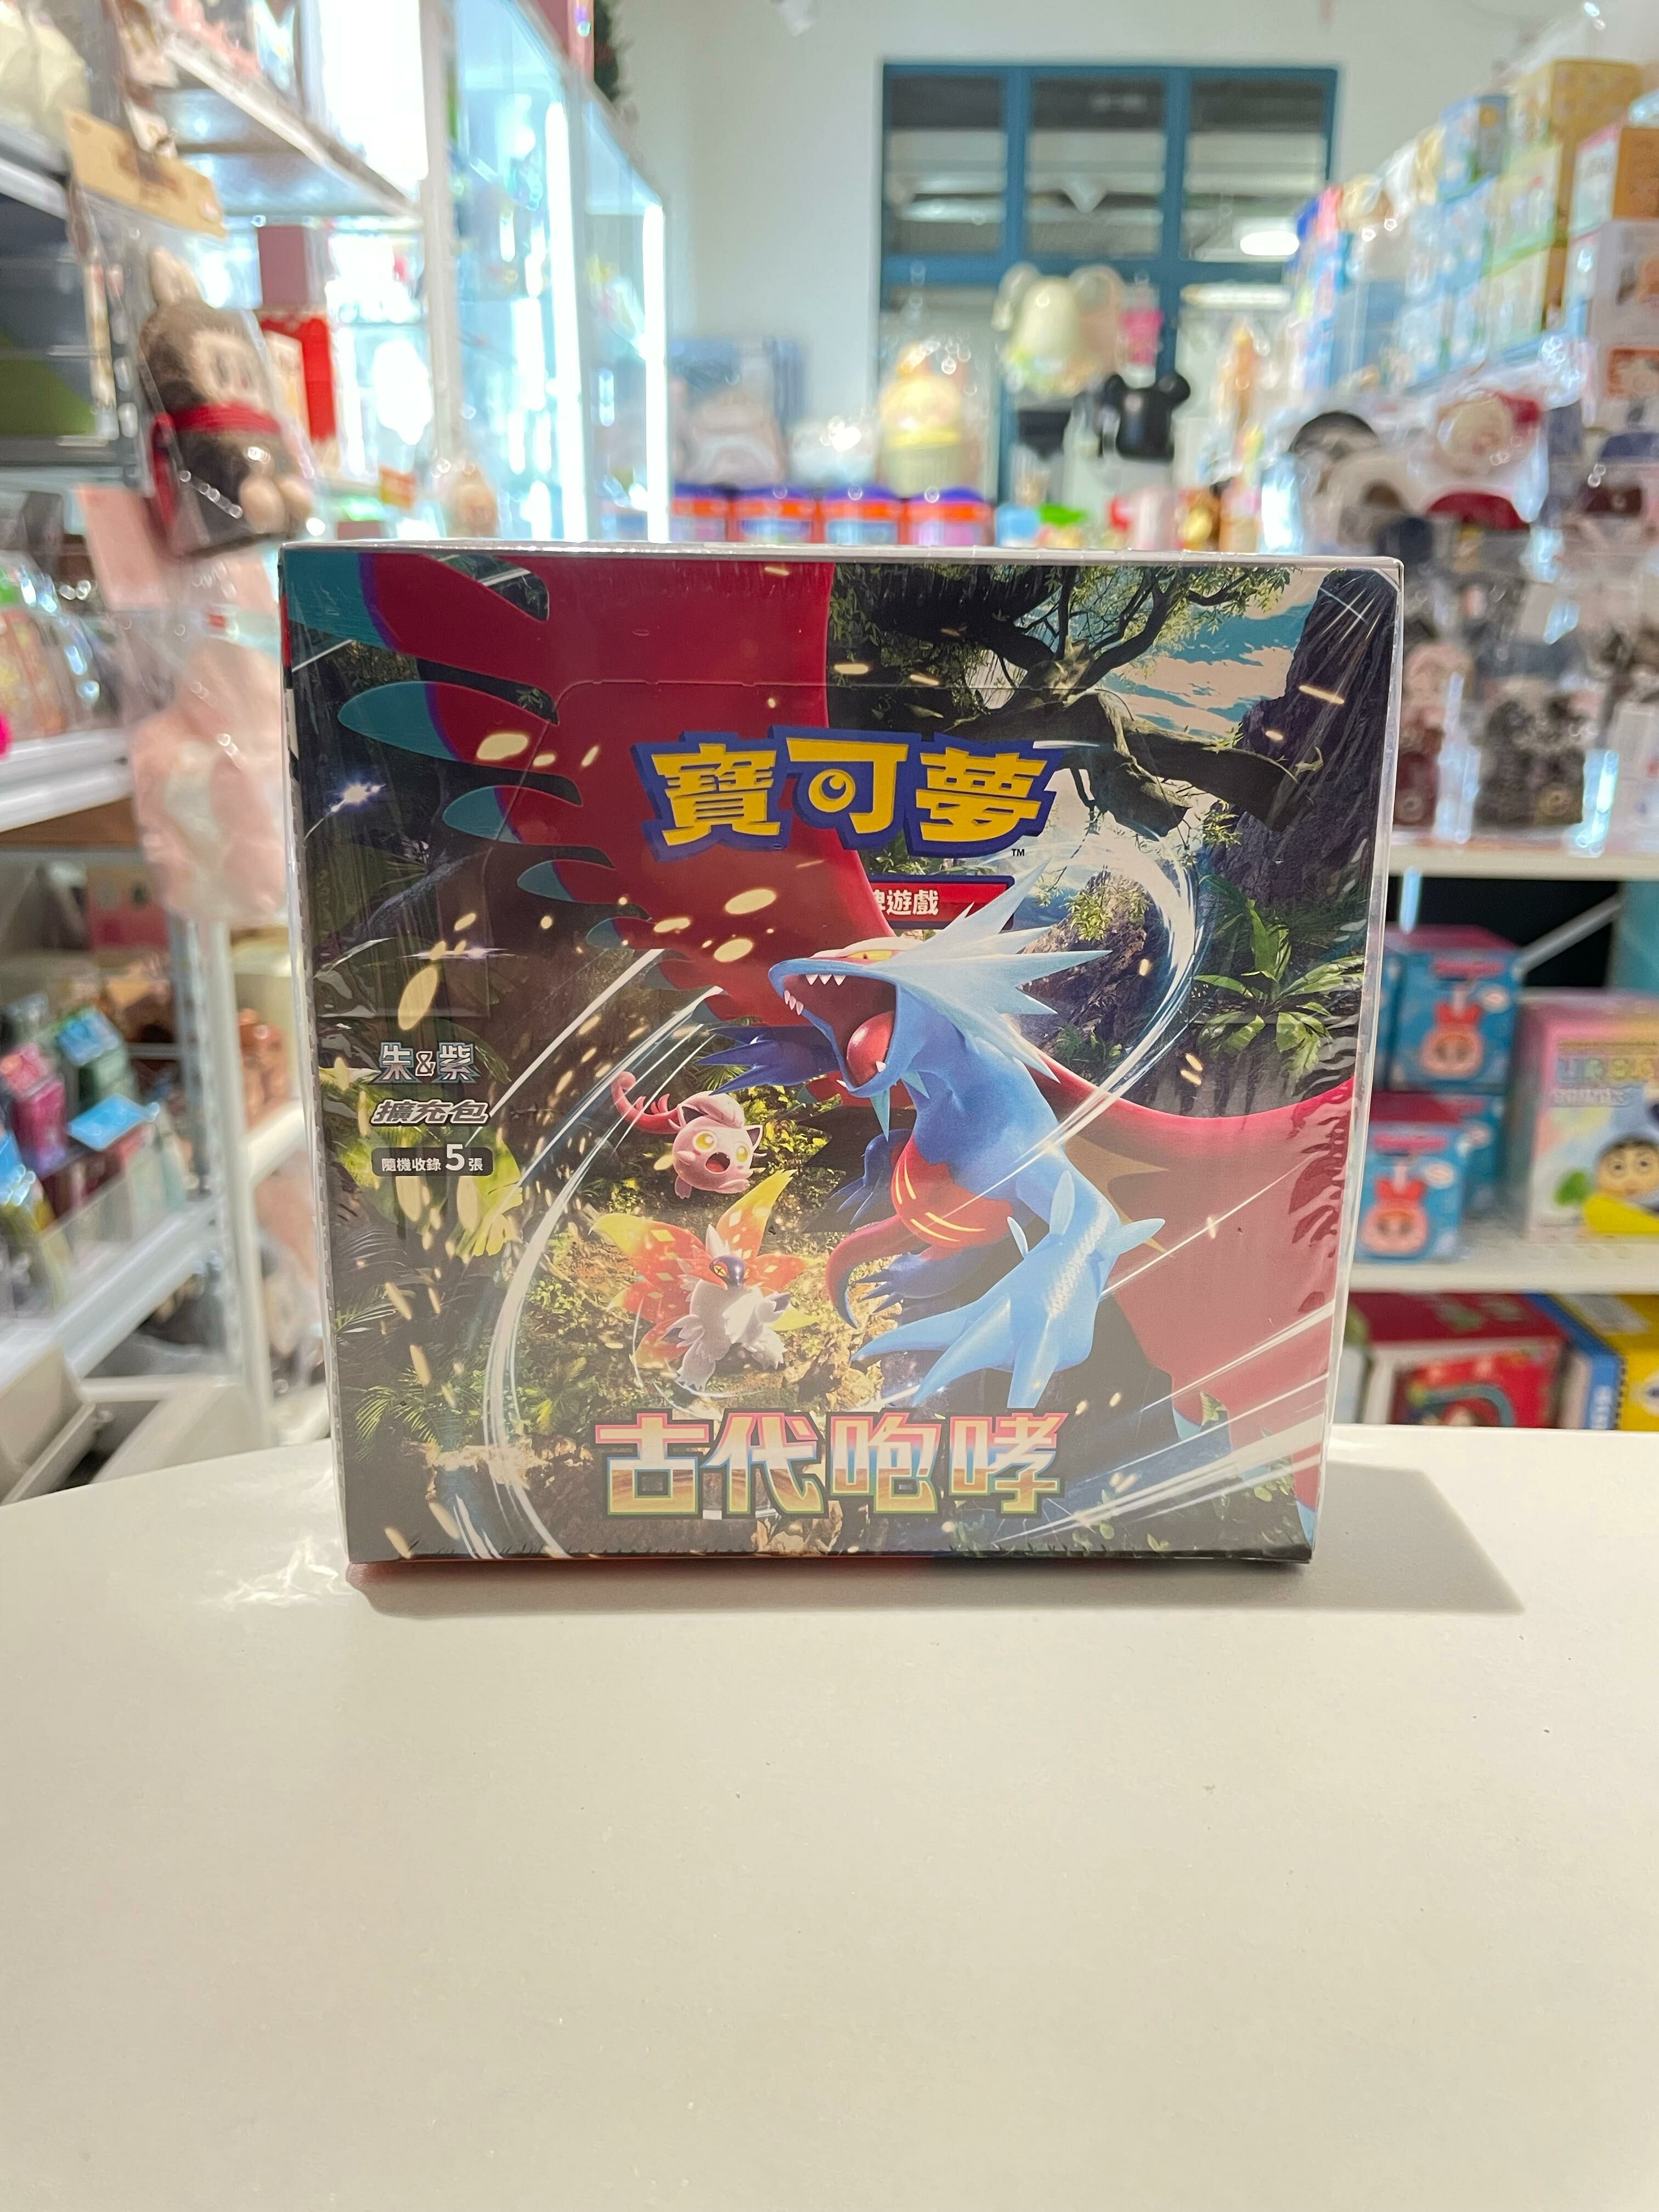 寶可夢
TM
牌遊戲
朱&紫
擴充包
隨機收錄5張
古代咆哮